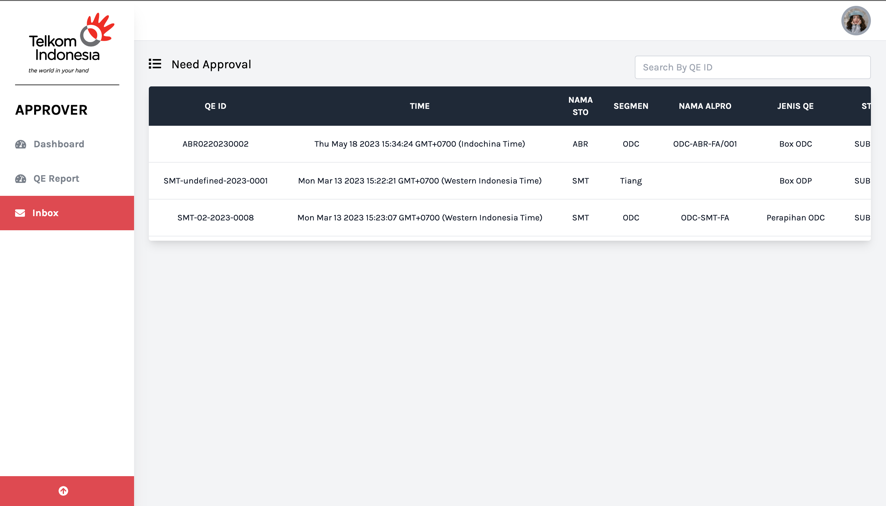 Telkom
Indonesia
the world in your hand
APPROVER
Dashboard
QE Report
Inbox
Need Approval
Search By QE ID
QE ID TIME NAMA STO SEGMEN NAMA ALPRO JENIS QE ST
ABR0220230002 Thu May 18 2023 15:34:24 GMT+0700 (Indochina Time) ABR ODC ODC-ABR-FA/001 Box ODC SUB
SMT-undefined-2023-0001 Mon Mar 13 2023 15:22:21 GMT+0700 (Western Indonesia Time) SMT Tiang Box ODP SUB
SMT-02-2023-0008 Mon Mar 13 2023 15:23:07 GMT+0700 (Western Indonesia Time) SMT ODC ODC-SMT-FA Perapihan ODC SUB